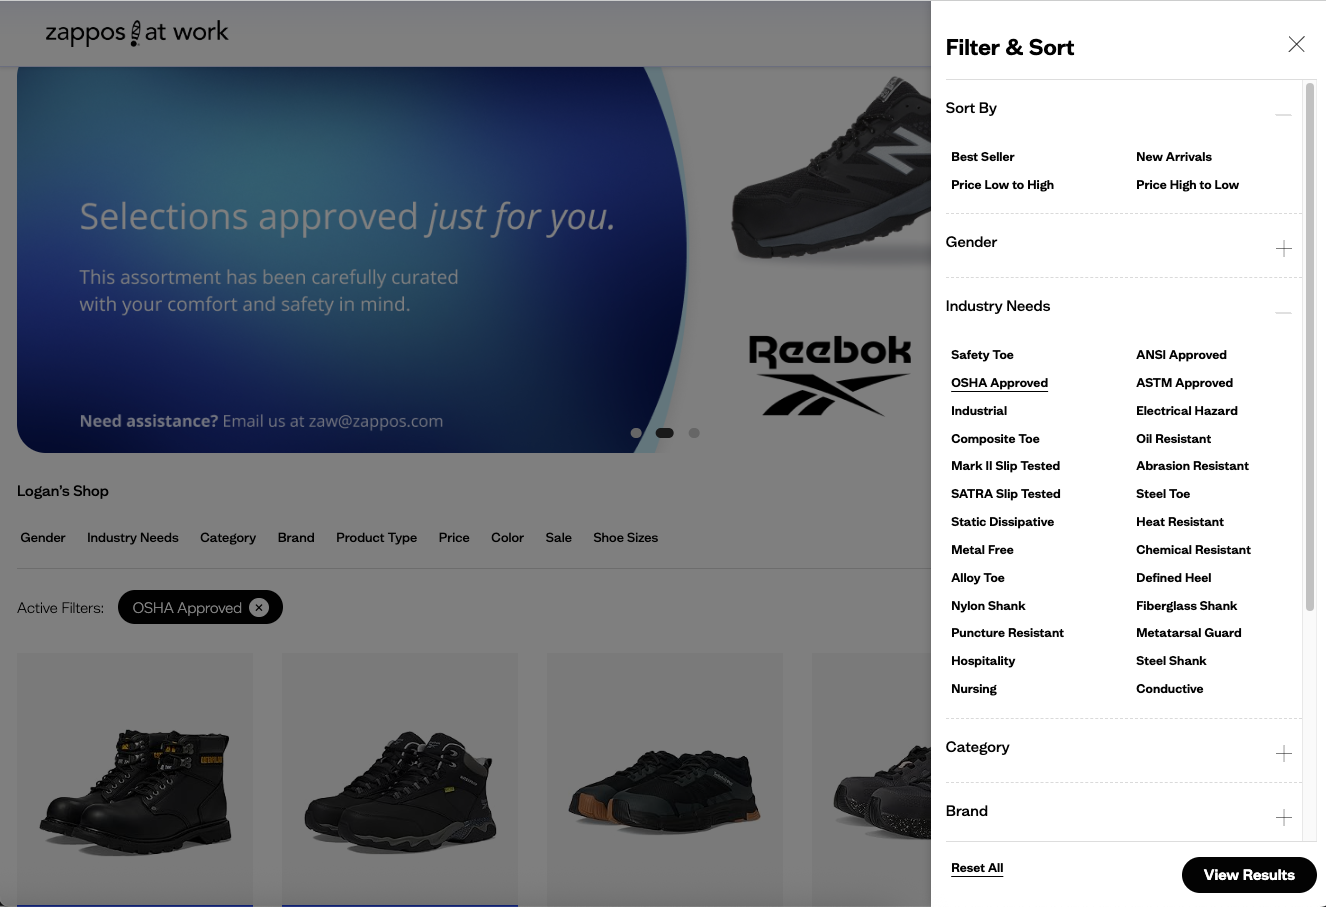 zappos at work
Selections approved just for you.
This assortment has been carefully curated
with your comfort and safety in mind.
Need assistance? Email us at zaw@zappos.com
Reebok
Logan's Shop
Gender Industry Needs Category Brand Product Type Price Color Sale Shoe Sizes
Active Filters: OSHA Approved
Filter & Sort
Sort By
Best Seller New Arrivals
Price Low to High Price High to Low
Gender
Industry Needs
Safety Toe ANSI Approved
OSHA Approved ASTM Approved
Industrial Electrical Hazard
Composite Toe Oil Resistant
Mark II Slip Tested Abrasion Resistant
SATRA Slip Tested Steel Toe
Static Dissipative Heat Resistant
Metal Free Chemical Resistant
Alloy Toe Defined Heel
Nylon Shank Fiberglass Shank
Puncture Resistant Metatarsal Guard
Hospitality Steel Shank
Nursing Conductive
Category
Brand
Reset All View Results